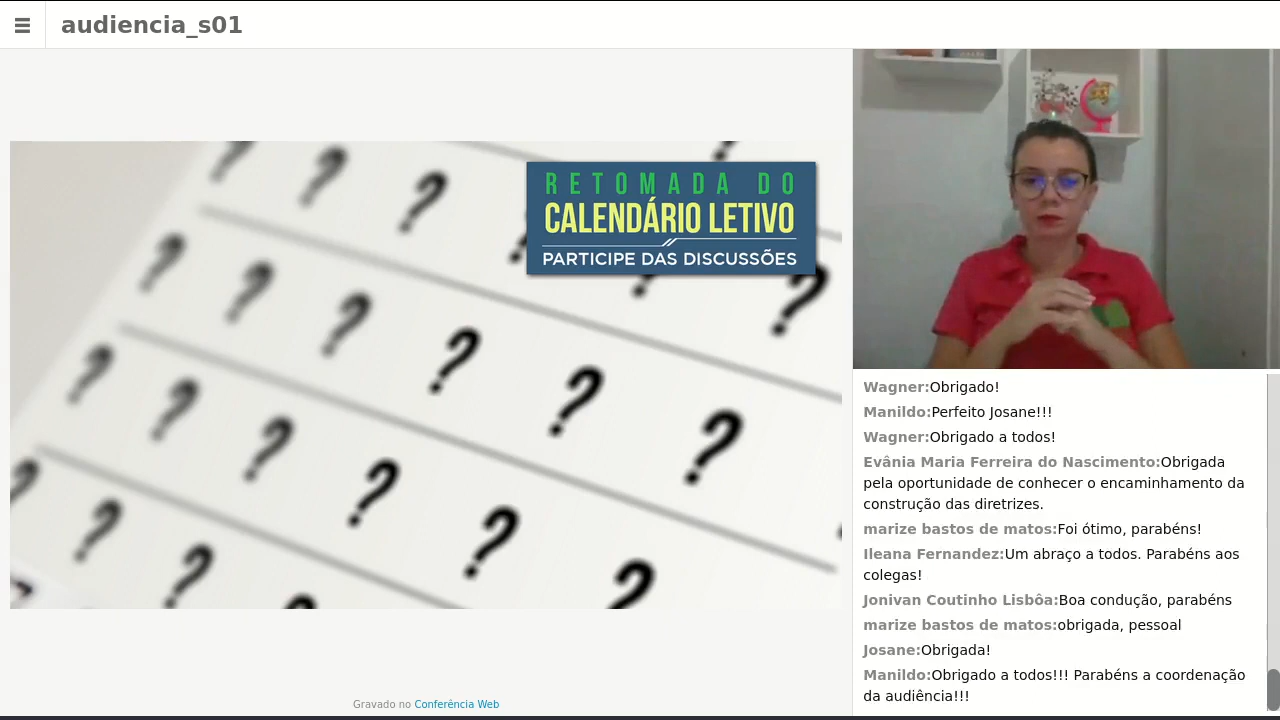 audiencia_s01
RETOMADA DO
CALENDÁRIO LETIVO
PARTICIPE DAS DISCUSSÕES
? ? ? ? ?
? ? ? ? ? ?
? ? ? ? ? ?
? ? ? ? ? ?
Gravado no Conferência Web
Wagner:Obrigado!
Manildo:Perfeito Josane!!!
Wagner:Obrigado a todos!
Evânia Maria Ferreira do Nascimento:Obrigada
pela oportunidade de conhecer o encaminhamento da
construção das diretrizes.
marize bastos de matos:Foi ótimo, parabéns!
Ileana Fernandez:Um abraço a todos. Parabéns aos
colegas!
Jonivan Coutinho Lisbôa:Boa condução, parabéns
marize bastos de matos:obrigada, pessoal
Josane:Obrigada!
Manildo:Obrigado a todos!!! Parabéns a coordenação
da audiência!!!